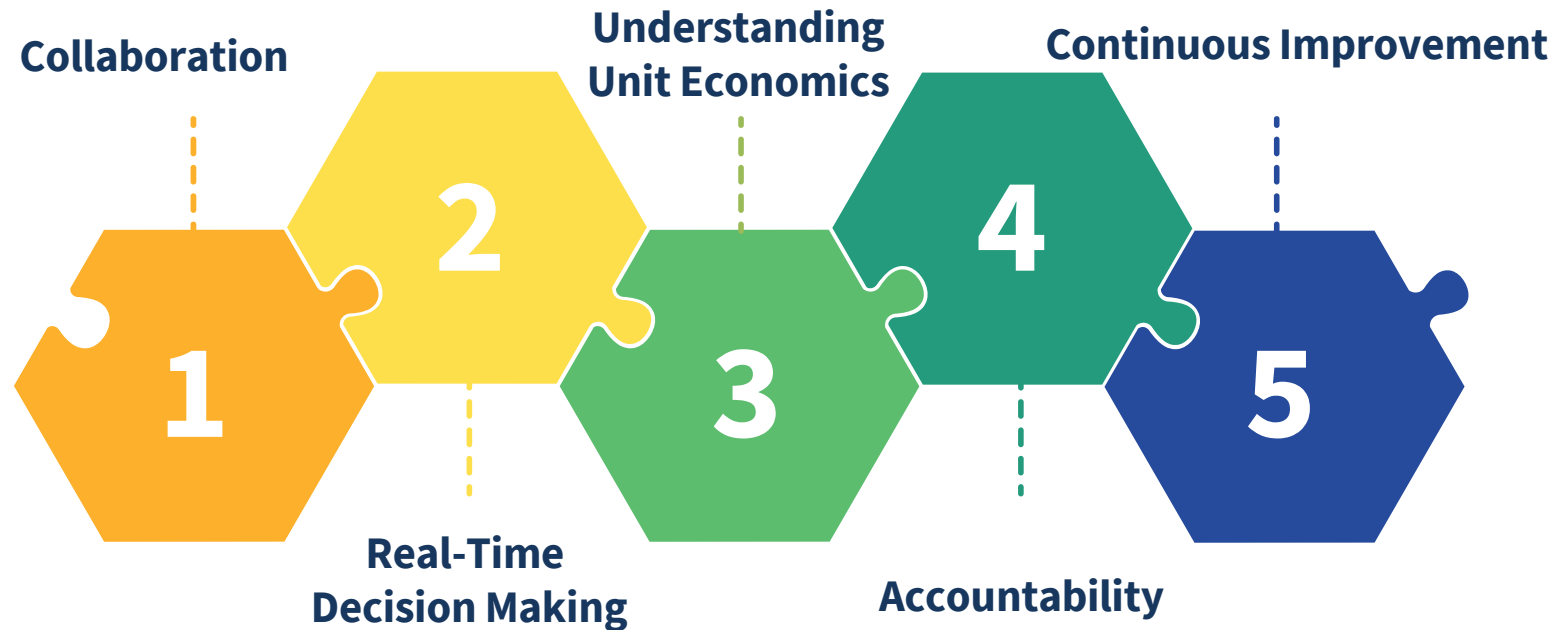 Collaboration
1
2
Real-Time
Decision Making
Understanding
Unit Economics
3
4
Accountability
Continuous Improvement
5